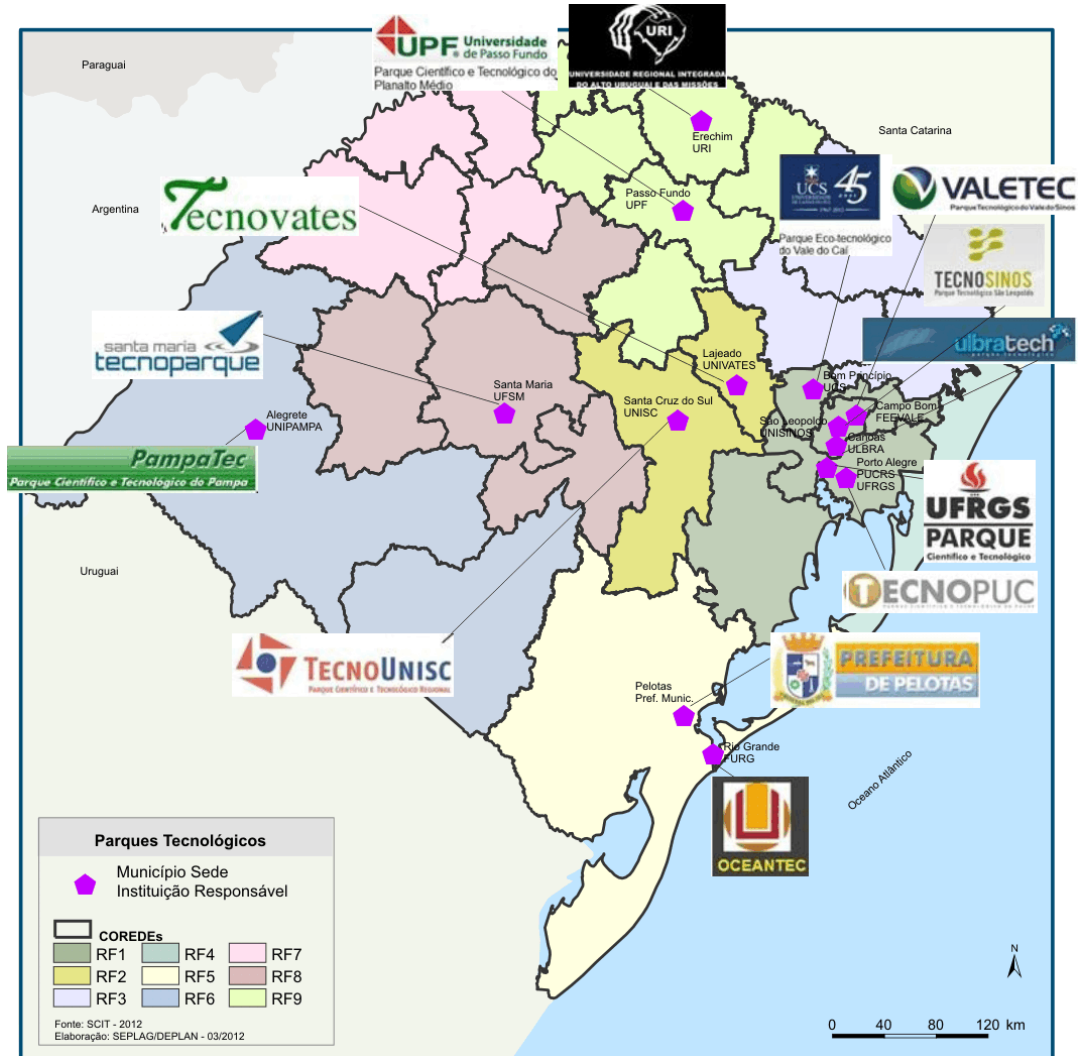 UPF Universidade
de Passo Fundo
Parque Científico e Tecnológico do
Planalto Médio
URI
UNIVERSIDADE REGIONAL INTEGRADA
DO ALTO URUGUAI E DAS MISSÕES
Paraguai
Santa Catarina
Argentina
Erechim
URI
Passo Fundo
UPF
Tecnovates
UCS 45
Parque Eco-tecnológico
do Vale do Caí
VALETEC
Parque Tecnológico do Vale do Sinos
TECNOSINOS
Parque Tecnológico São Leopoldo
ulbratech
parque tecnológico
santa maria
tecnoparque
Lajeado
UNIVATES
Bom Princípio
UCS
Santa Maria
UFSM
Santa Cruz do Sul
UNISC
São Leopoldo
UNISINOS
Campo Bom
FEEVALE
Alegrete
UNIPAMPA
Canoas
ULBRA
Porto Alegre
PUCRS
UFRGS
PampaTec
Parque Científico e Tecnológico do Pampa
UFRGS
PARQUE
Científico e Tecnológico
Uruguai
TECNOPUC
TECNOUNISC
PARQUE CIENTÍFICO E TECNOLÓGICO REGIONAL
PREFEITURA
DE PELOTAS
Pelotas
Pref. Munic.
Rio Grande
FURG
OCEANTEC
Oceano Atlântico
Parques Tecnológicos
Município Sede
Instituição Responsável
COREDEs
RF1 RF4 RF7
RF2 RF5 RF8
RF3 RF6 RF9
Fonte: SCIT - 2012
Elaboração: SEPLAG/DEPLAN - 03/2012
N
0 40 80 120 km